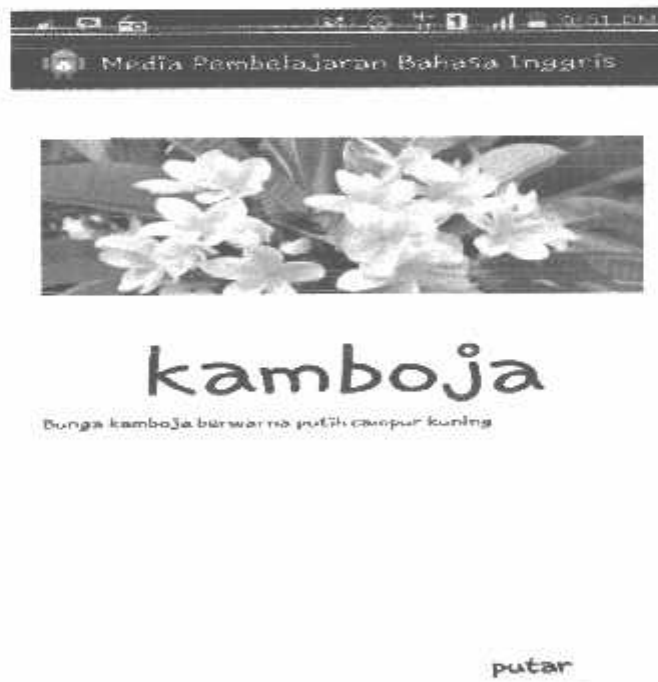 Media Pembelajaran Bahasa Inggris
kamboja
Bunga kamboja berwarna putih campur kuning
putar